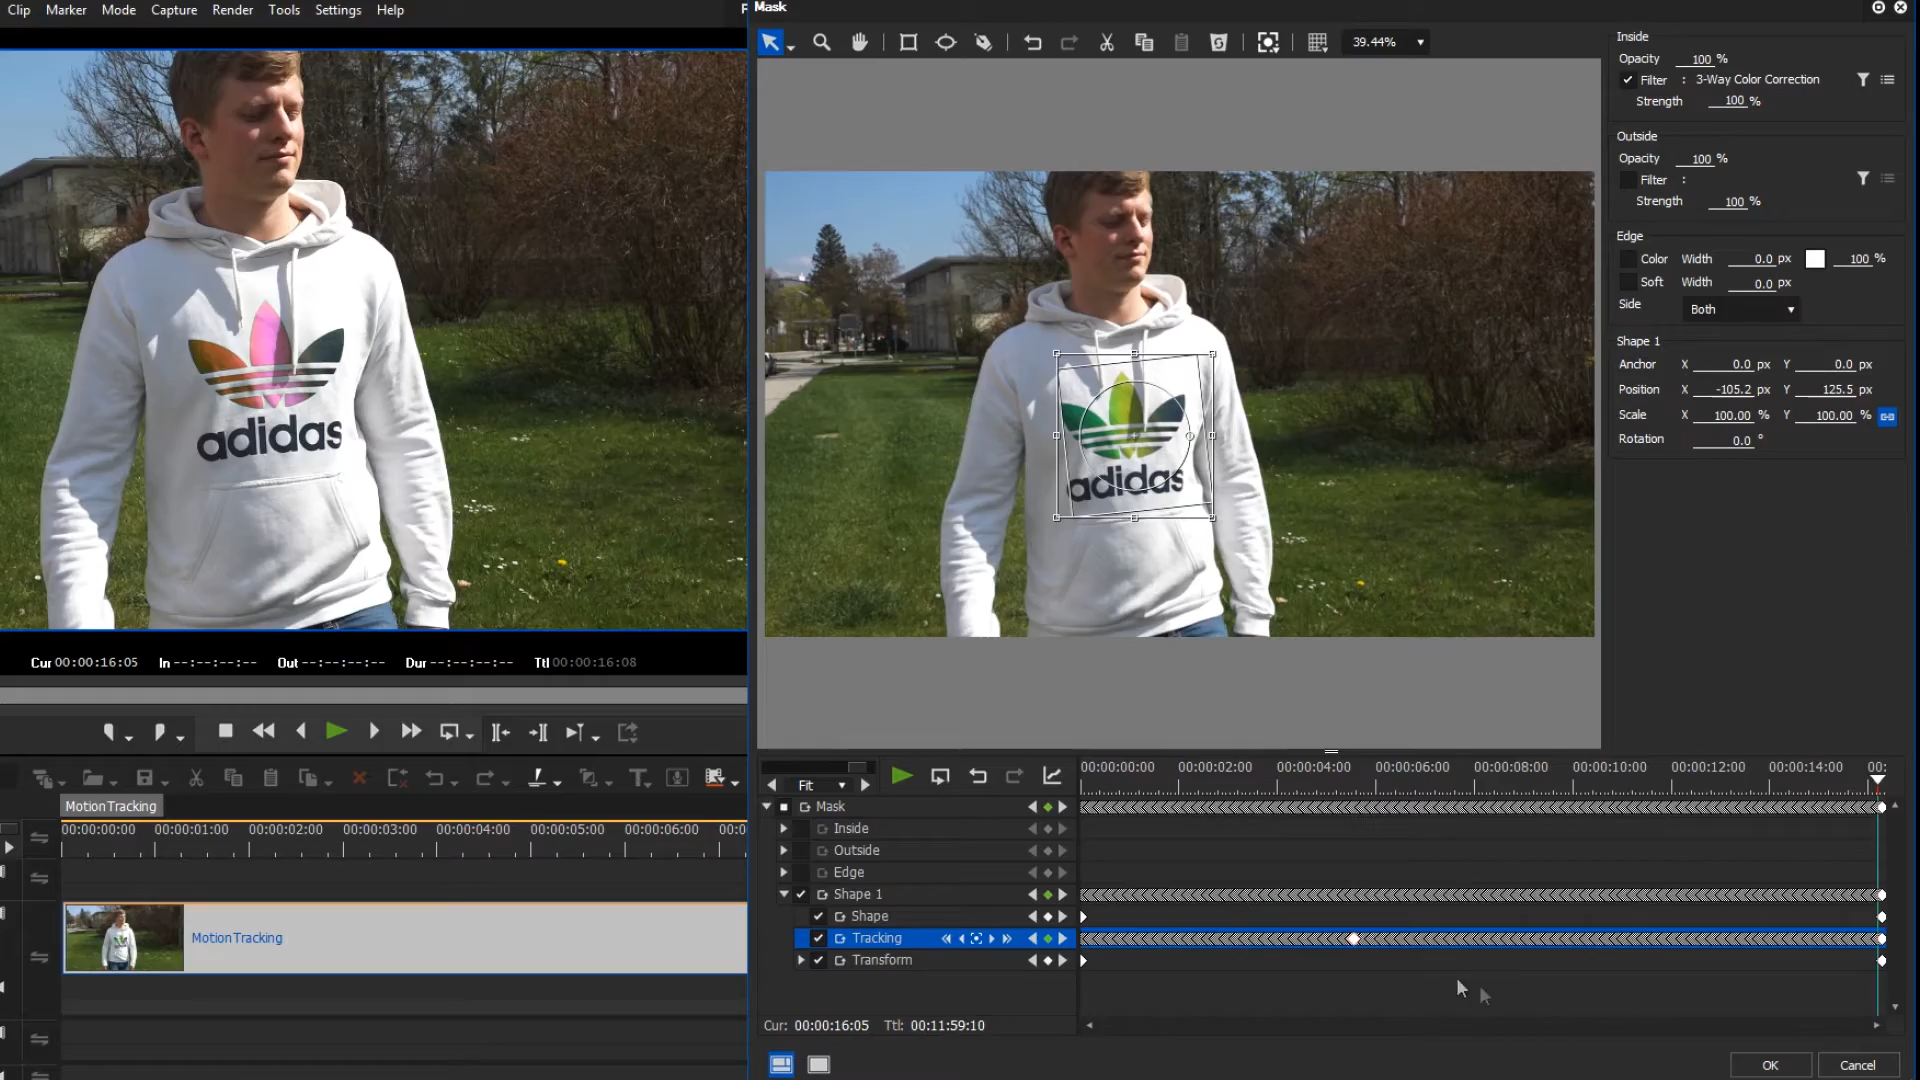 Clip Marker Mode Capture Render Tools Settings Help
Mask
39.44%
Inside
Opacity 100 %
Filter : 3-Way Color Correction
Strength 100 %
Outside
Opacity 100 %
Filter :
Strength 100 %
Edge
Color Width 0.0 px 100 %
Soft Width 0.0 px
Side Both
Shape 1
Anchor X 0.0 px Y 0.0 px
Position X -105.2 px Y 125.5 px
Scale X 100.00 % Y 100.00 %
Rotation 0.0 °
adidas
adidas
Cur 00:00:16:05 In --:--:--:-- Out --:--:--:-- Dur --:--:--:-- Ttl 00:00:16:08
MotionTracking
00:00:00:00 00:00:01:00 00:00:02:00 00:00:03:00 00:00:04:00 00:00:05:00 00:00:06:00 00:0
MotionTracking
Fit
00:00:00:00 00:00:02:00 00:00:04:00 00:00:06:00 00:00:08:00 00:00:10:00 00:00:12:00 00:00:14:00 00:
Mask
Inside
Outside
Edge
Shape 1
Shape
Tracking
Transform
Cur: 00:00:16:05 Ttl: 00:11:59:10
OK Cancel